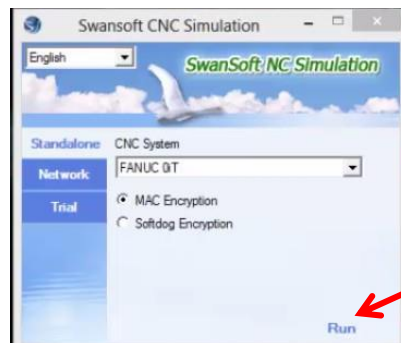 Swansoft CNC Simulation
English
SwanSoft NC Simulation
Standalone
CNC System
Network
FANUC 0iT
Trial
MAC Encryption
Softdog Encryption
Run